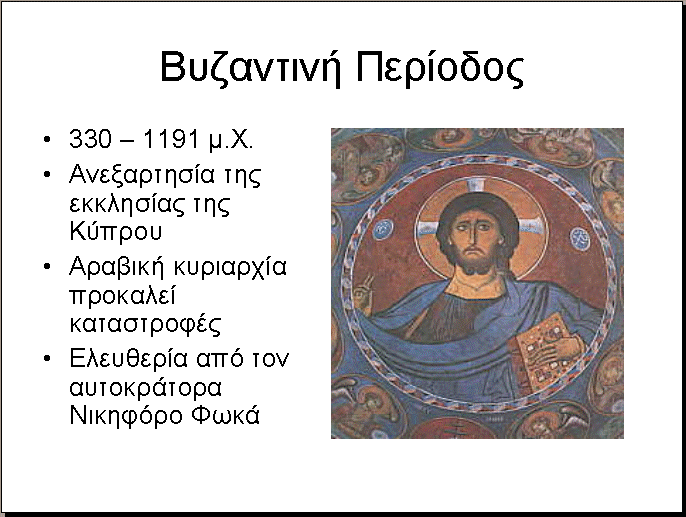 Βυζαντινή Περίοδος
• 330 – 1191 μ.Χ.
• Ανεξαρτησία της
εκκλησίας της
Κύπρου
• Αραβική κυριαρχία
προκαλεί
καταστροφές
• Ελευθερία από τον
αυτοκράτορα
Νικηφόρο Φωκά